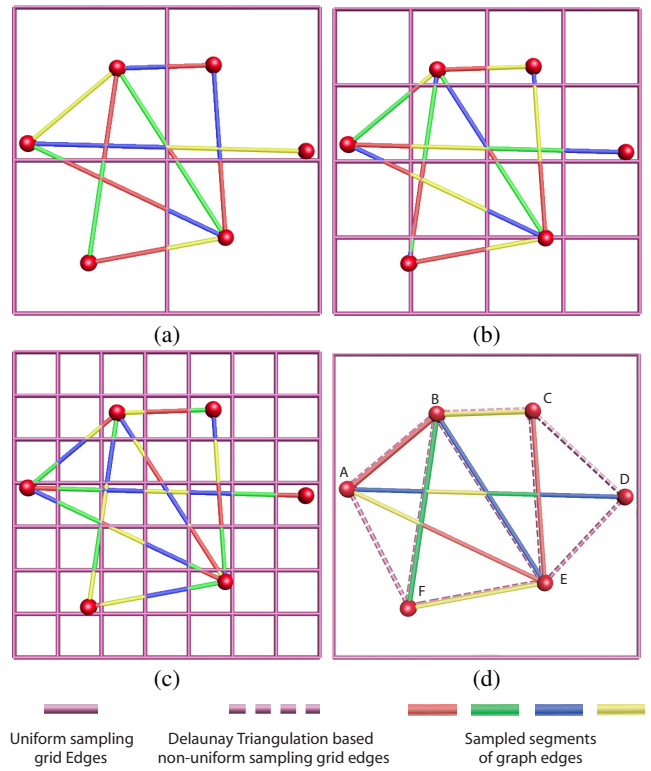 (a)
(b)
B
C
A
D
E
F
(c)
(d)
Uniform sampling
grid Edges
Delaunay Triangulation based
non-uniform sampling grid edges
Sampled segments
of graph edges